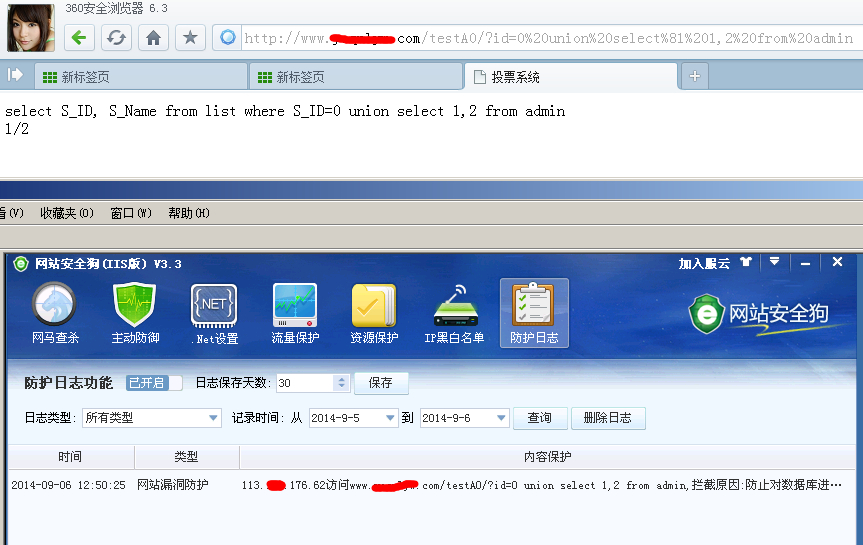 360安全浏览器 6.3
http://www. .com/testA0/?id=0%20union%20select%81%201,2%20from%20admin
新标签页 新标签页 投票系统
select S_ID, S_Name from list where S_ID=0 union select 1,2 from admin
1/2
看(V) 收藏夹(O) 窗口(W) 帮助(H)
网站安全狗(IIS版) V3.3 加入服云
.NET
网站安全狗
网马查杀 主动防御 .Net设置 流量保护 资源保护 IP黑白名单 防护日志
防护日志功能 已开启 日志保存天数: 30 保存
日志类型: 所有类型 记录时间: 从 2014-9-5 到 2014-9-6 查询 删除日志
时间 类型 内容保护
2014-09-06 12:50:25 网站漏洞防护 113. .176.62访问www. .com/testA0/?id=0 union select 1,2 from admin,拦截原因:防止对数据库进…